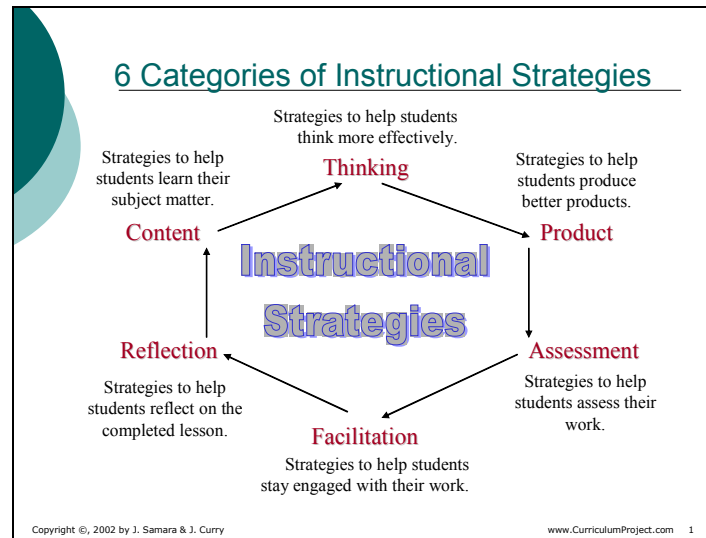 6 Categories of Instructional Strategies
Strategies to help students
think more effectively.
Thinking
Strategies to help
students learn their
subject matter.
Content
Strategies to help
students produce
better products.
Product
Instructional
Strategies
Reflection
Strategies to help
students reflect on the
completed lesson.
Assessment
Strategies to help
students assess their
work.
Facilitation
Strategies to help students
stay engaged with their work.
Copyright ©, 2002 by J. Samara & J. Curry
www.CurriculumProject.com 1